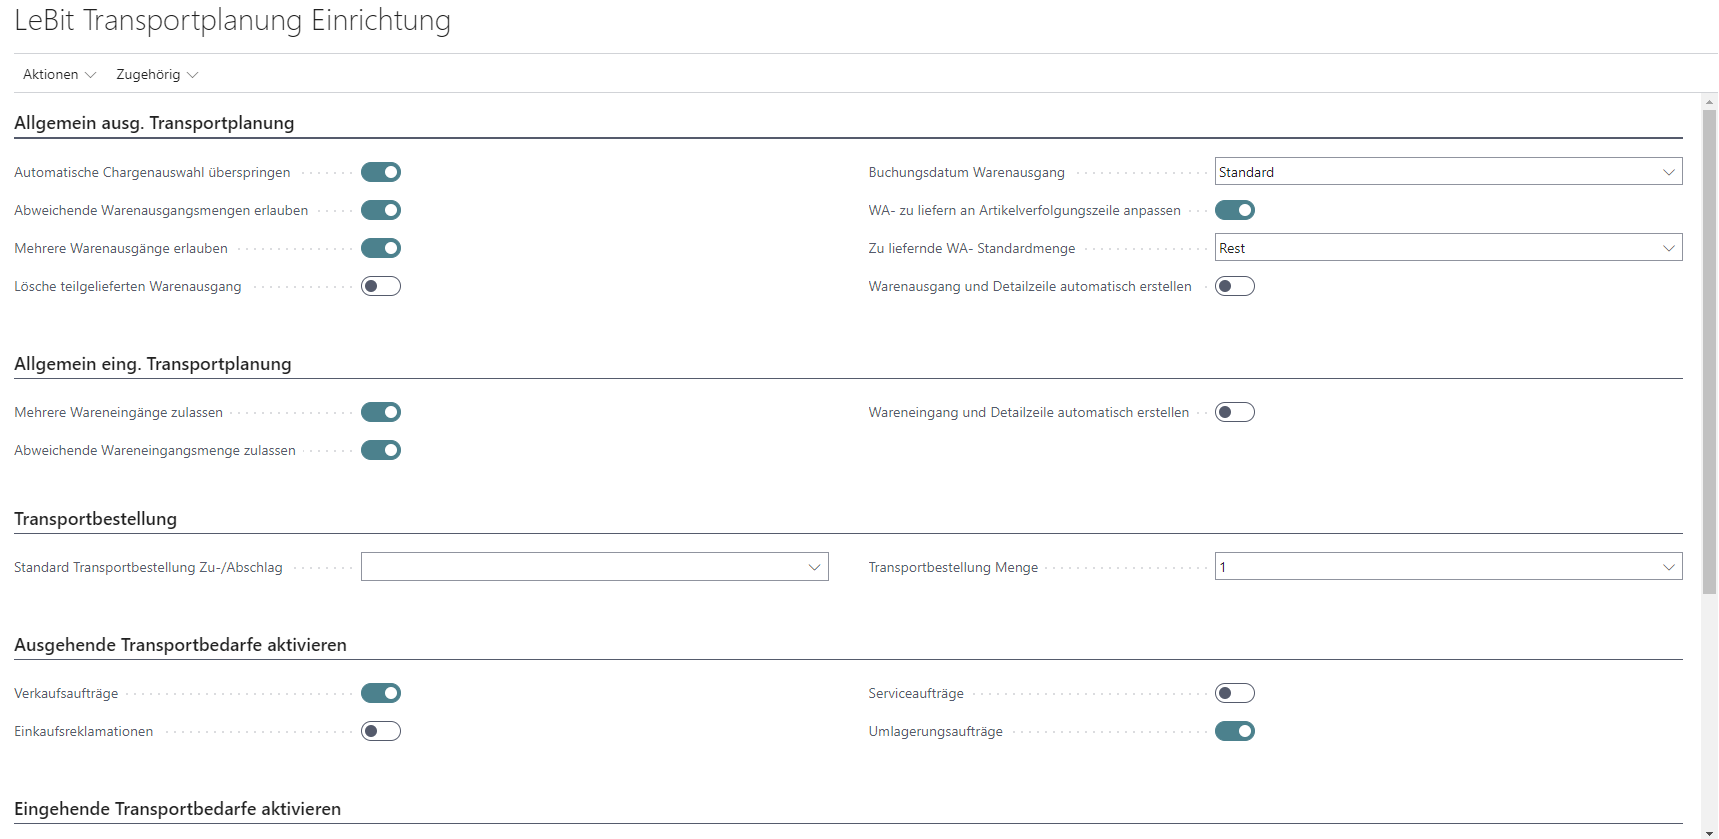 LeBit Transportplanung Einrichtung
Aktionen Zugehörig
Allgemein ausg. Transportplanung
Automatische Chargenauswahl überspringen
Buchungsdatum Warenausgang Standard
Abweichende Warenausgangsmengen erlauben
WA- zu liefern an Artikelverfolgungszeile anpassen
Mehrere Warenausgänge erlauben
Zu liefernde WA- Standardmenge Rest
Lösche teilgelieferten Warenausgang
Warenausgang und Detailzeile automatisch erstellen
Allgemein eing. Transportplanung
Mehrere Wareneingänge zulassen
Wareneingang und Detailzeile automatisch erstellen
Abweichende Wareneingangsmenge zulassen
Transportbestellung
Standard Transportbestellung Zu-/Abschlag
Transportbestellung Menge 1
Ausgehende Transportbedarfe aktivieren
Verkaufsaufträge
Serviceaufträge
Einkaufsreklamationen
Umlagerungsaufträge
Eingehende Transportbedarfe aktivieren